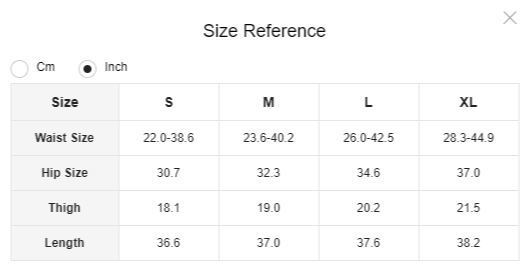 Size Reference
Cm Inch
Size S M L XL
Waist Size 22.0-38.6 23.6-40.2 26.0-42.5 28.3-44.9
Hip Size 30.7 32.3 34.6 37.0
Thigh 18.1 19.0 20.2 21.5
Length 36.6 37.0 37.6 38.2